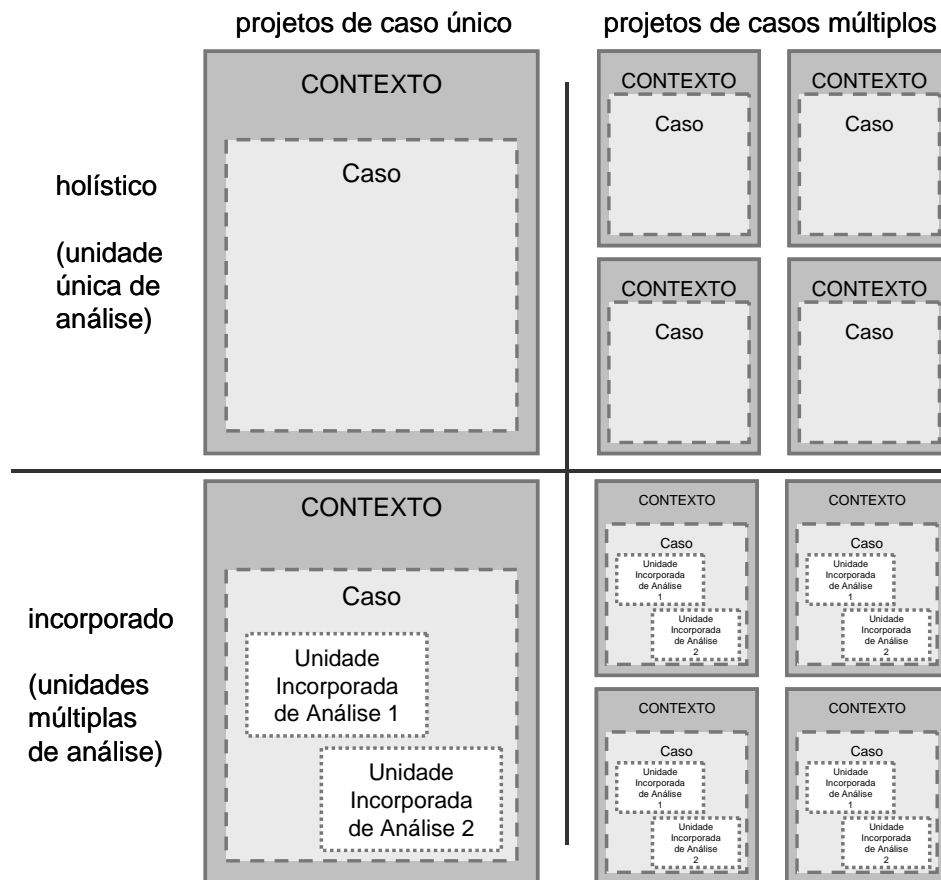 projetos de caso único
projetos de casos múltiplos
holístico
(unidade
única de
análise)
CONTEXTO
Caso
CONTEXTO
Caso
CONTEXTO
Caso
CONTEXTO
Caso
CONTEXTO
Caso
incorporado
(unidades
múltiplas
de análise)
CONTEXTO
Caso
Unidade
Incorporada
de Análise 1
Unidade
Incorporada
de Análise 2
CONTEXTO
Caso
Unidade
Incorporada
de Análise
1
Unidade
Incorporada
de Análise
2
CONTEXTO
Caso
Unidade
Incorporada
de Análise
1
Unidade
Incorporada
de Análise
2
CONTEXTO
Caso
Unidade
Incorporada
de Análise
1
Unidade
Incorporada
de Análise
2
CONTEXTO
Caso
Unidade
Incorporada
de Análise
1
Unidade
Incorporada
de Análise
2